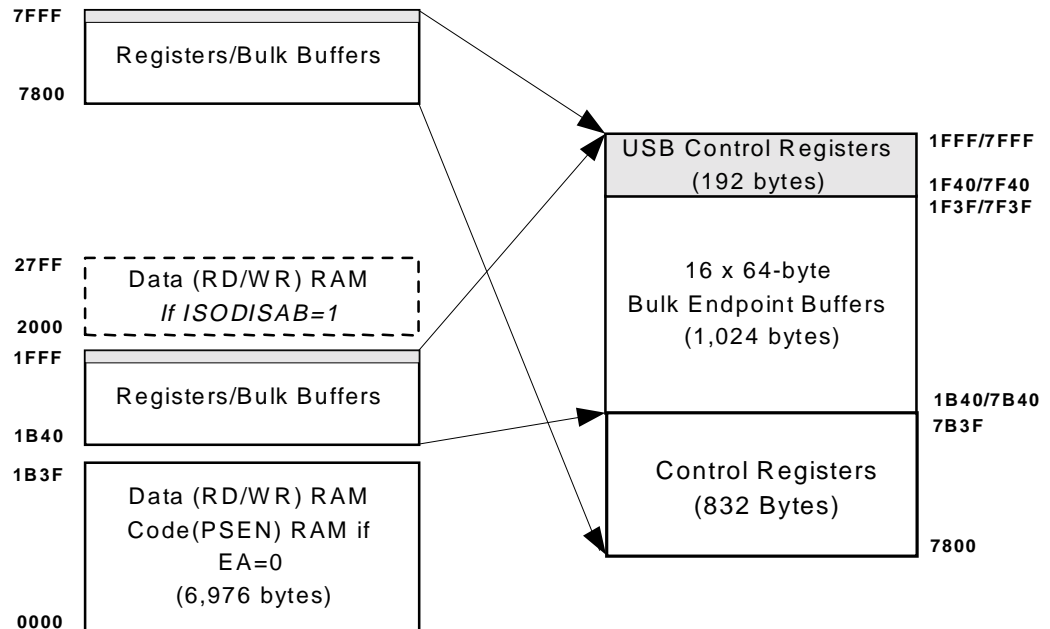 7FFF
Registers/Bulk Buffers
7800
27FF
Data (RD/WR) RAM
If ISODISAB=1
2000
1FFF
Registers/Bulk Buffers
1B40
1B3F
Data (RD/WR) RAM
Code(PSEN) RAM if
EA=0
(6,976 bytes)
0000
USB Control Registers
(192 bytes)
1FFF/7FFF
1F40/7F40
1F3F/7F3F
16 x 64-byte
Bulk Endpoint Buffers
(1,024 bytes)
1B40/7B40
7B3F
Control Registers
(832 Bytes)
7800